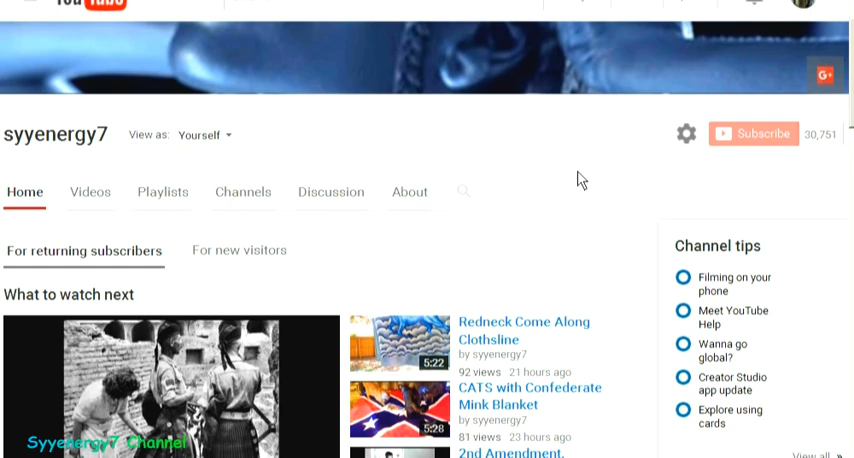 YouTube
G+
syyenergy7 View as: Yourself
Subscribe 30,751
Home Videos Playlists Channels Discussion About
For returning subscribers For new visitors
What to watch next
Syyenergy7 Channel
5:22
Redneck Come Along
Clothsline
by syyenergy7
92 views 21 hours ago
5:28
CATS with Confederate
Mink Blanket
by syyenergy7
81 views 23 hours ago
2nd Amendment.
Channel tips
Filming on your
phone
Meet YouTube
Help
Wanna go
global?
Creator Studio
app update
Explore using
cards
View all »